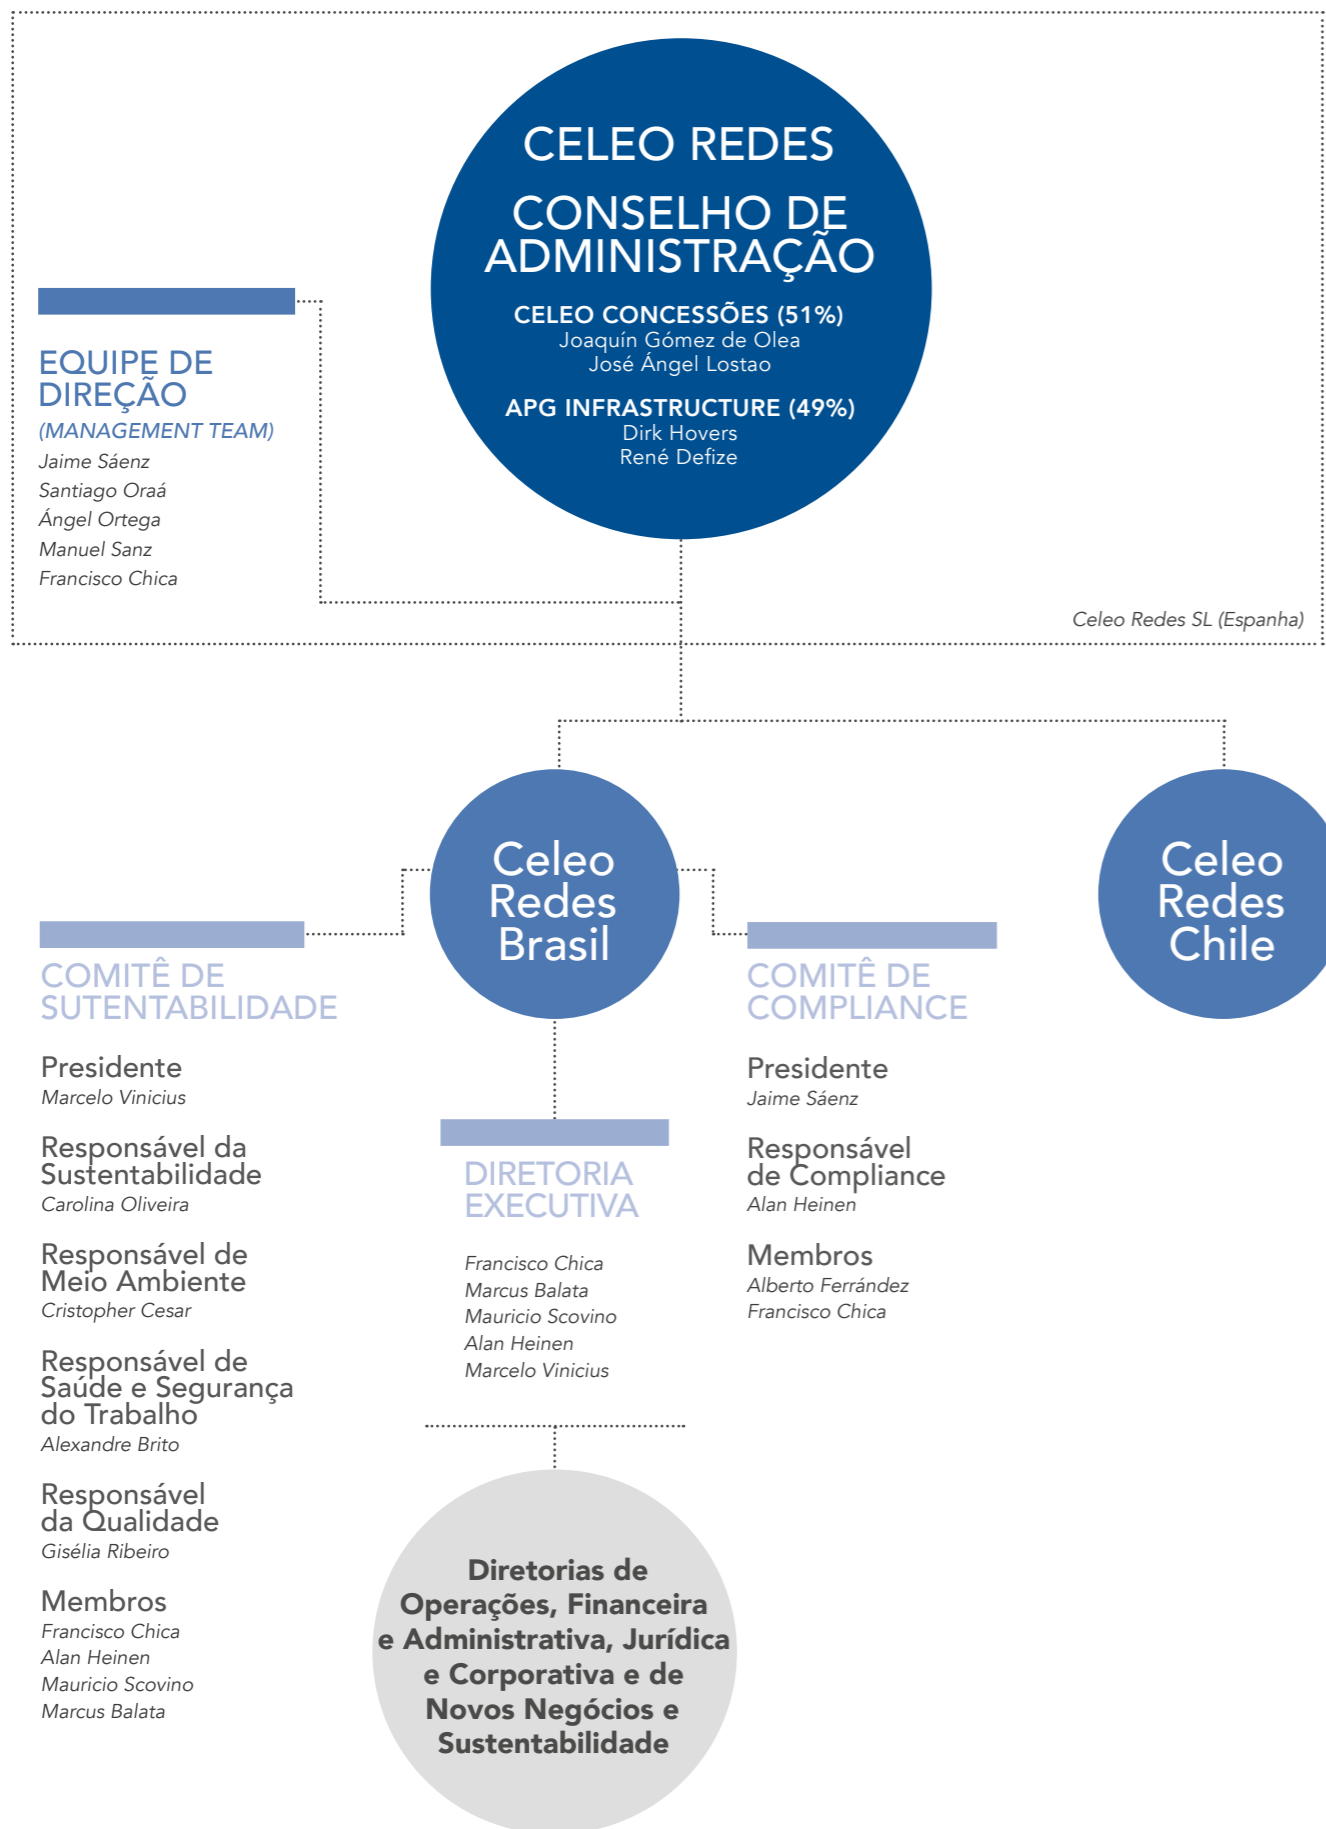 CELEO REDES
CONSELHO DE
ADMINISTRAÇÃO
CELEO CONCESSÕES (51%)
Joaquín Gómez de Olea
José Ángel Lostao
APG INFRASTRUCTURE (49%)
Dirk Hovers
René Defize
EQUIPE DE
DIREÇÃO
(MANAGEMENT TEAM)
Jaime Sáenz
Santiago Oraá
Ángel Ortega
Manuel Sanz
Francisco Chica
Celeo Redes SL (Espanha)
Celeo
Redes
Brasil
Celeo
Redes
Chile
COMITÊ DE
SUTENTABILIDADE
Presidente
Marcelo Vinicius
Responsável da
Sustentabilidade
Carolina Oliveira
Responsável de
Meio Ambiente
Cristopher Cesar
Responsável de
Saúde e Segurança
do Trabalho
Alexandre Brito
Responsável
da Qualidade
Gisélia Ribeiro
Membros
Francisco Chica
Alan Heinen
Mauricio Scovino
Marcus Balata
DIRETORIA
EXECUTIVA
Francisco Chica
Marcus Balata
Mauricio Scovino
Alan Heinen
Marcelo Vinicius
COMITÊ DE
COMPLIANCE
Presidente
Jaime Sáenz
Responsável
de Compliance
Alan Heinen
Membros
Alberto Ferrández
Francisco Chica
Diretorias de
Operações, Financeira
e Administrativa, Jurídica
e Corporativa e de
Novos Negócios e
Sustentabilidade